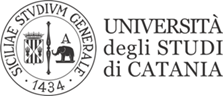 SICILIAE STVDIVM GENERALE
A
· 1434 ·
UNIVERSITÀ
degli STUDI
di CATANIA